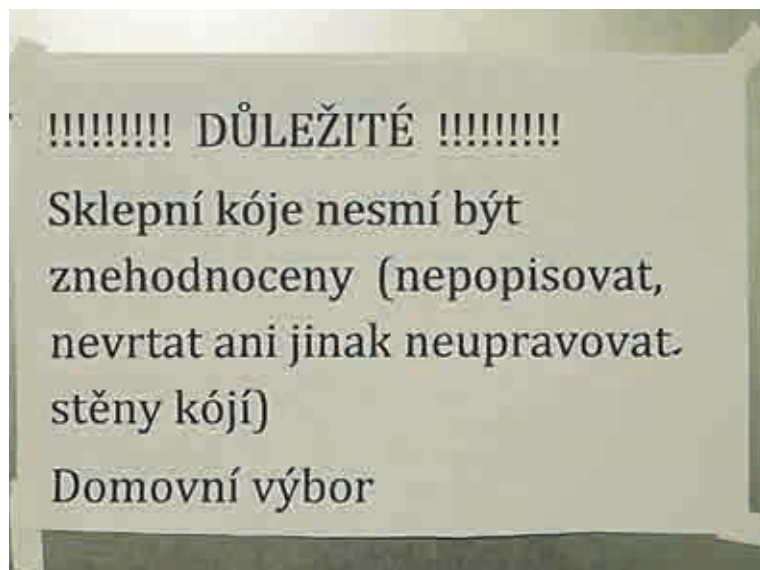 !!!!!!!!! DŮLEŽITÉ !!!!!!!!!
Sklepní kóje nesmí být
znehodnoceny (nepopisovat,
nevrtat ani jinak neupravovat
stěny kójí)
Domovní výbor